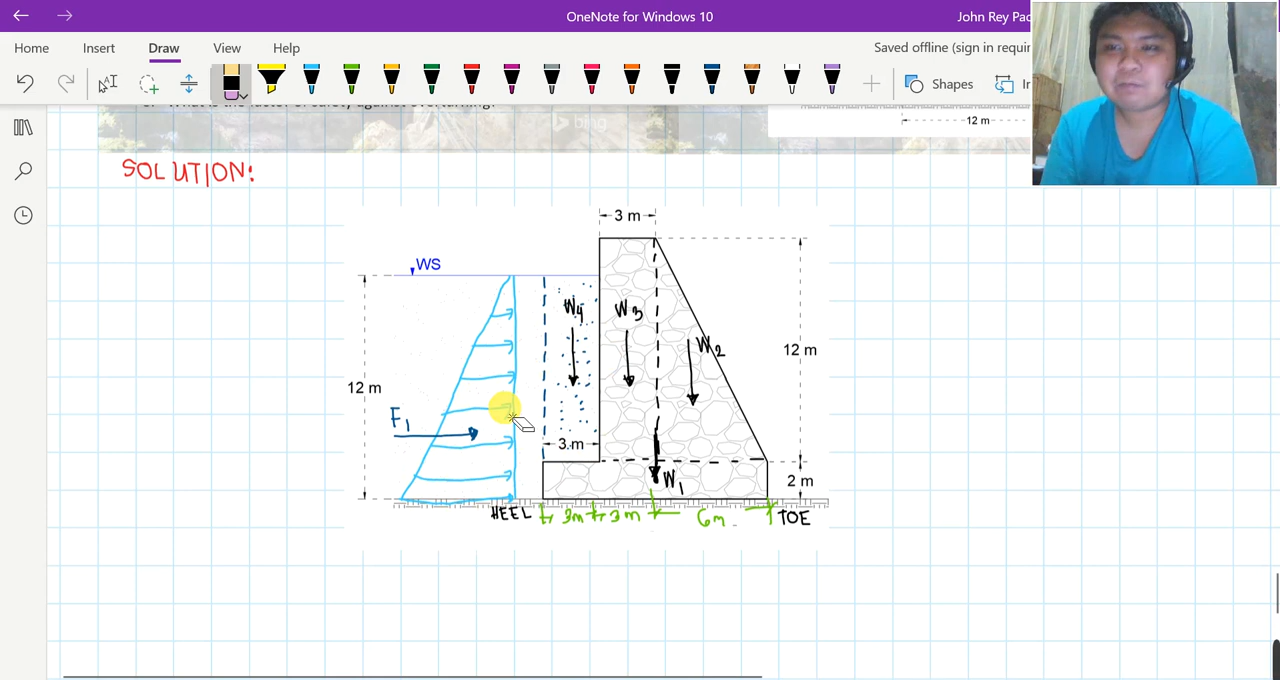 OneNote for Windows 10
John Rey Pac
Home Insert Draw View Help
Saved offline (sign in requir
Shapes
bing
12 m
SOLUTION:
3 m
WS
W4 W3 W2
12 m
12 m
F1
3 m
2 m
W1
HEEL 3m 3m 6m TOE